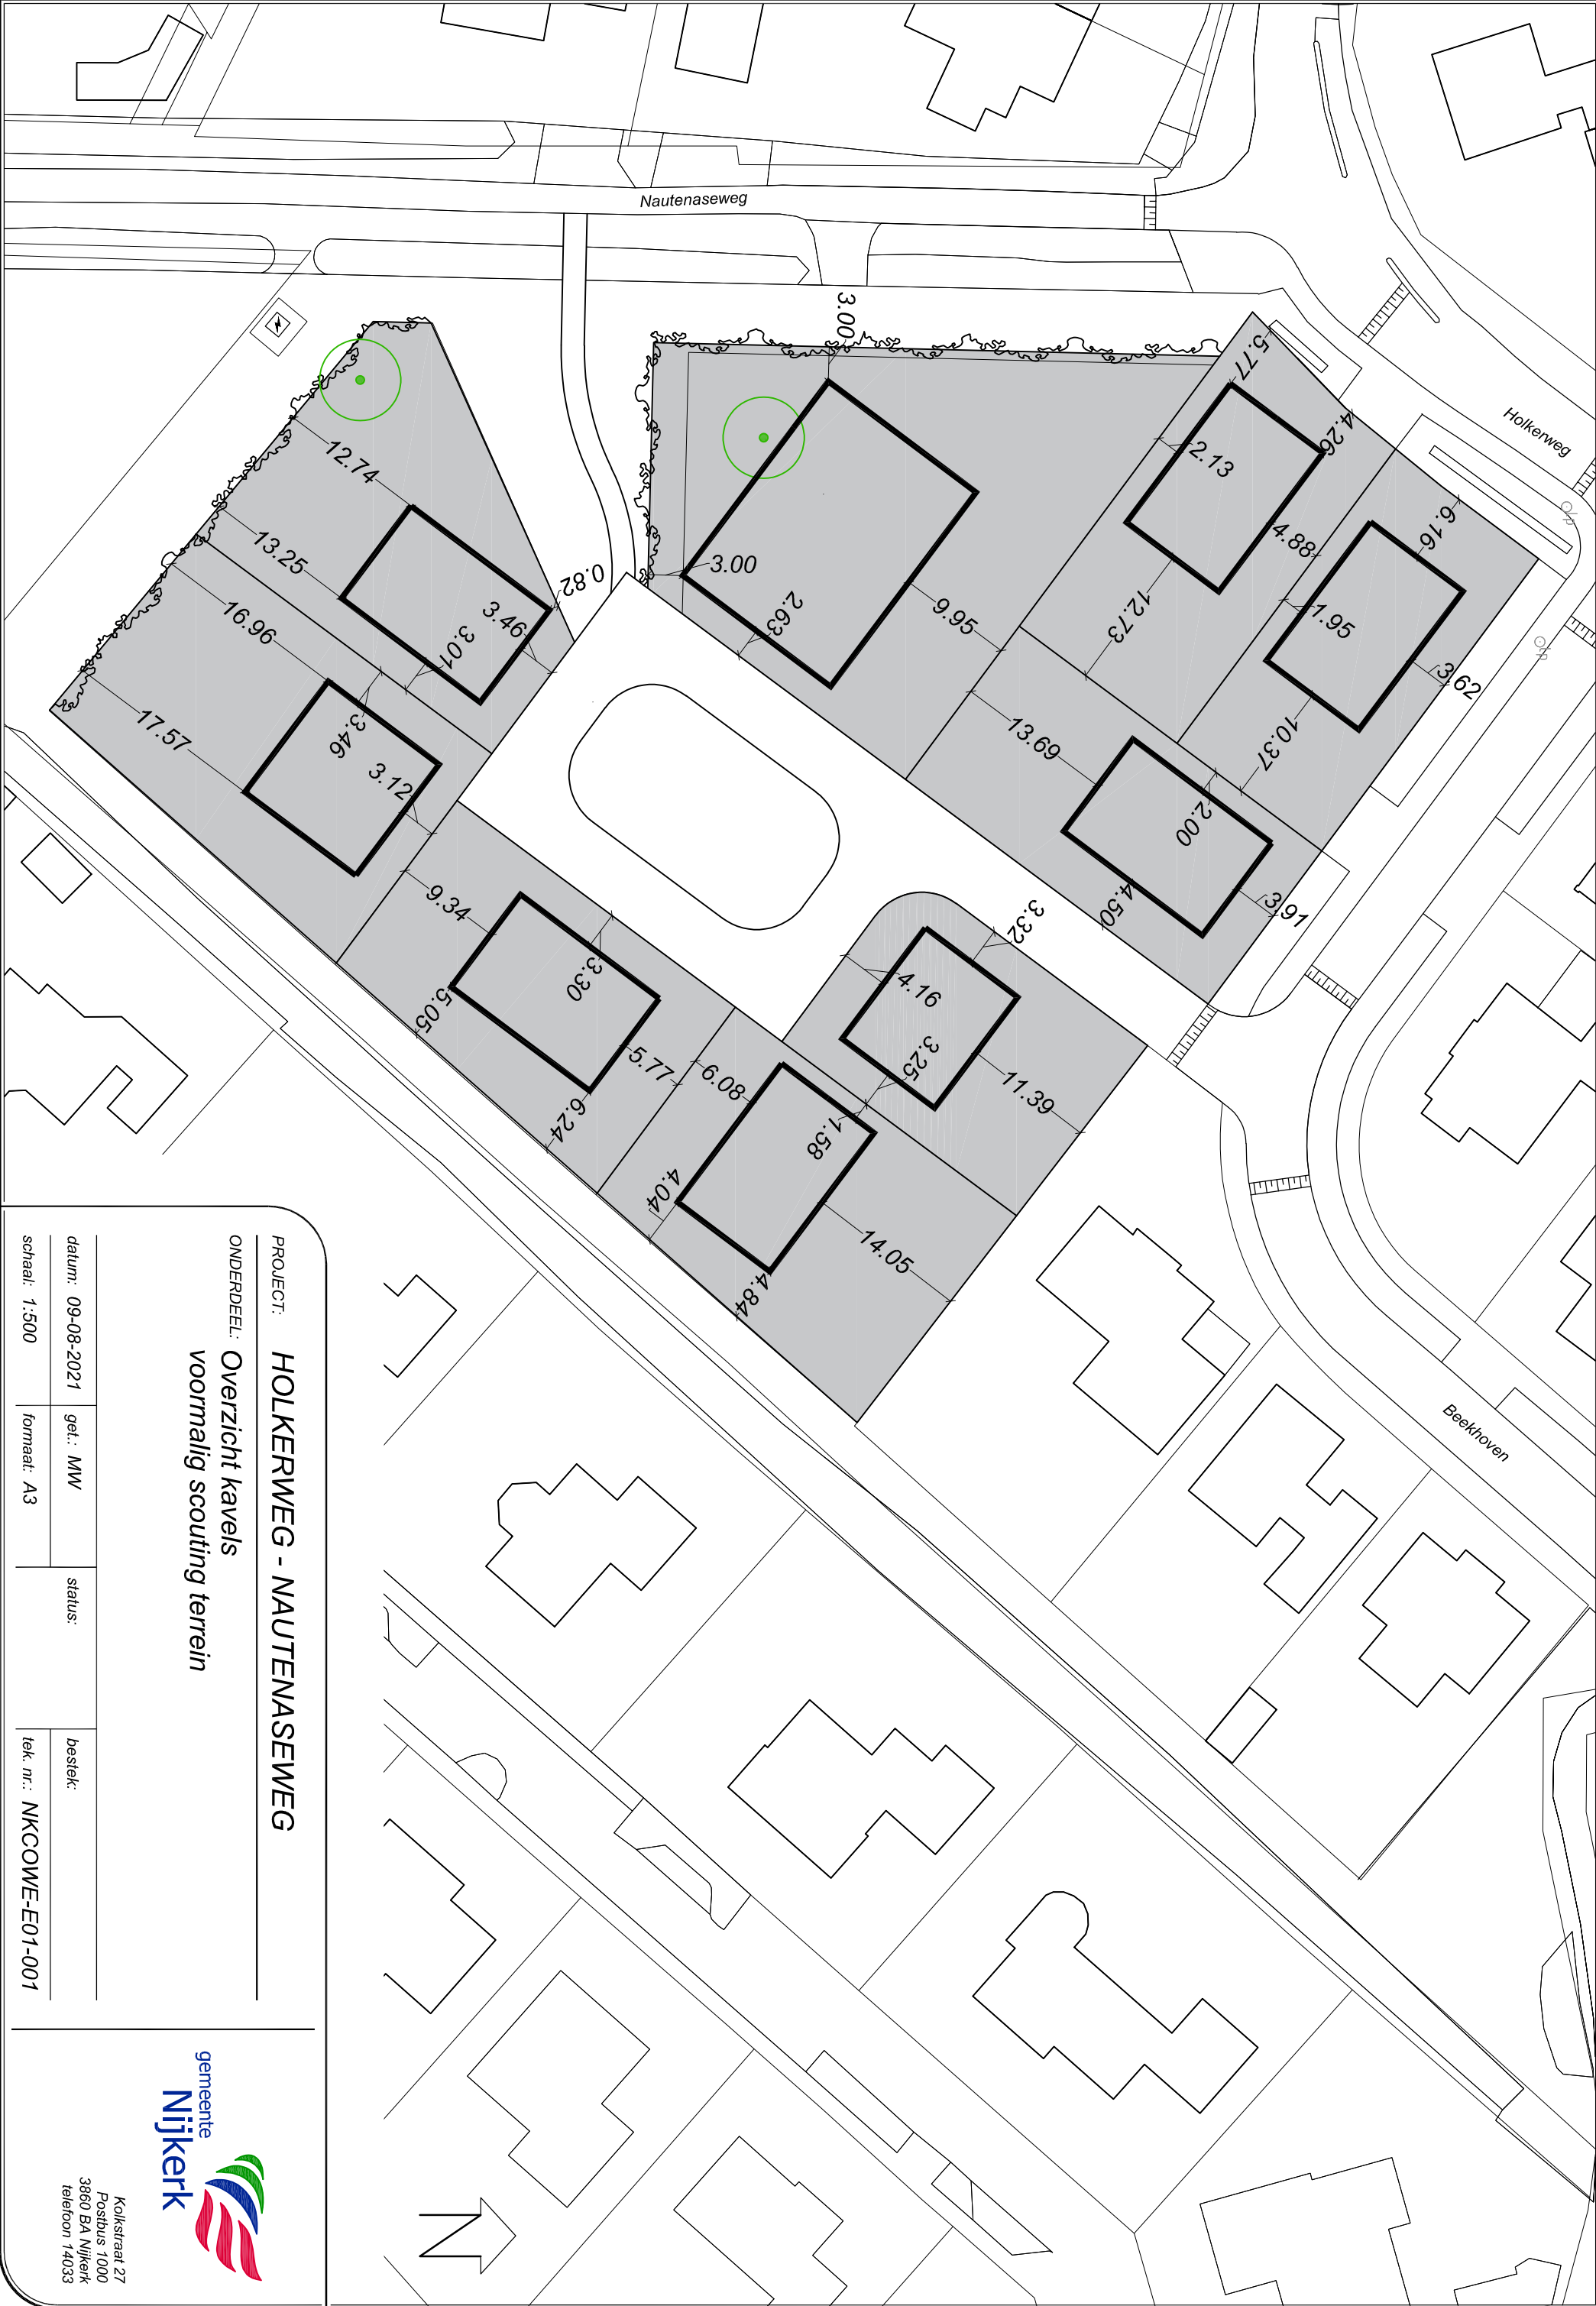 Nautenaseweg
Holkerweg
Beekhoven
3.00
5.77
4.26
2.13
6.16
4.88
1.95
12.74
3.00
13.25
0.82
3.46
3.01
2.63
9.95
12.73
3.62
16.96
17.57
3.46
3.12
13.69
10.37
2.00
4.50
3.91
9.34
3.30
5.05
5.77
6.24
3.32
4.16
3.25
11.39
6.08
1.58
4.04
4.84
14.05
dlp
dlp
PROJECT: HOLKERWEG - NAUTENASEWEG
ONDERDEEL: Overzicht kavels
voormalig scouting terrein
datum: 09-08-2021 get.: MW status: bestek:
schaal: 1:500 formaat: A3 tek. nr.: NKCOWE-E01-001
gemeente
Nijkerk
Kolkstraat 27
Postbus 1000
3860 BA Nijkerk
telefoon 14033
N